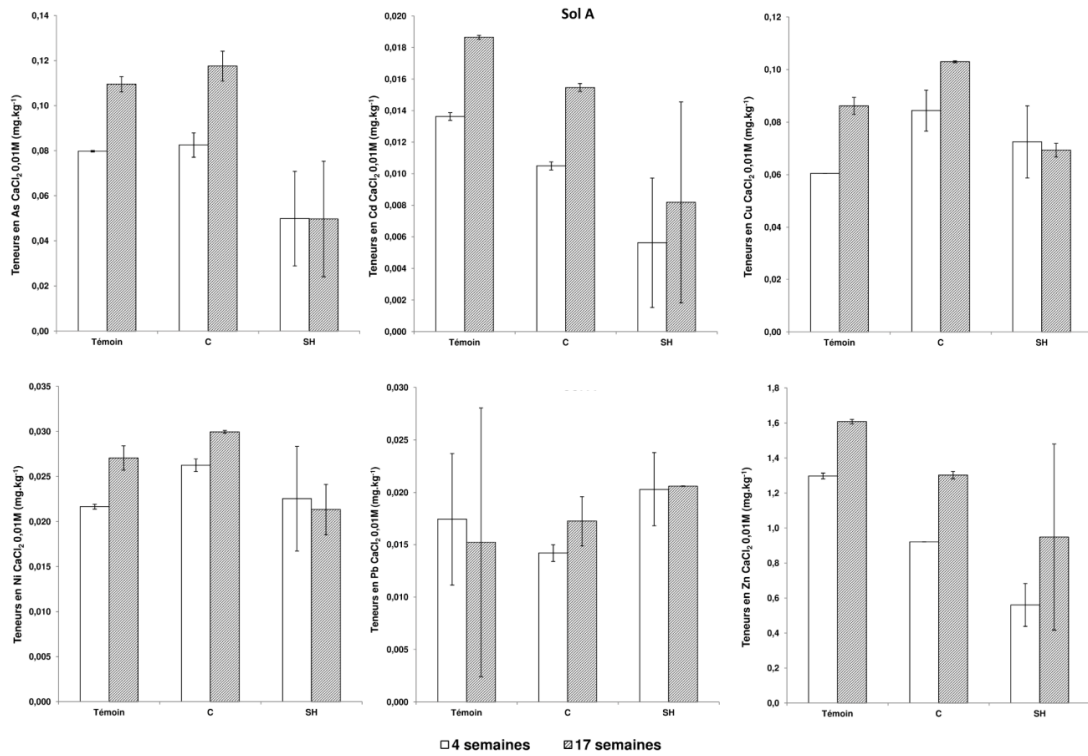 Sol A
Teneurs en As CaCl₂ 0,01M (mg.kg⁻¹)
0,14
0,12
0,10
0,08
0,06
0,04
0,02
0,00
Témoin
C
SH
Teneurs en Cd CaCl₂ 0,01M (mg.kg⁻¹)
0,020
0,018
0,016
0,014
0,012
0,010
0,008
0,006
0,004
0,002
0,000
Témoin
C
SH
Teneurs en Cu CaCl₂ 0,01M (mg.kg⁻¹)
0,12
0,10
0,08
0,06
0,04
0,02
0,00
Témoin
C
SH
Teneurs en Ni CaCl₂ 0,01M (mg.kg⁻¹)
0,035
0,030
0,025
0,020
0,015
0,010
0,005
0,000
Témoin
C
SH
Teneurs en Pb CaCl₂ 0,01M (mg.kg⁻¹)
0,030
0,025
0,020
0,015
0,010
0,005
0,000
Témoin
C
SH
Teneurs en Zn CaCl₂ 0,01M (mg.kg⁻¹)
1,8
1,6
1,4
1,2
1,0
0,8
0,6
0,4
0,2
0,0
Témoin
C
SH
4 semaines
17 semaines